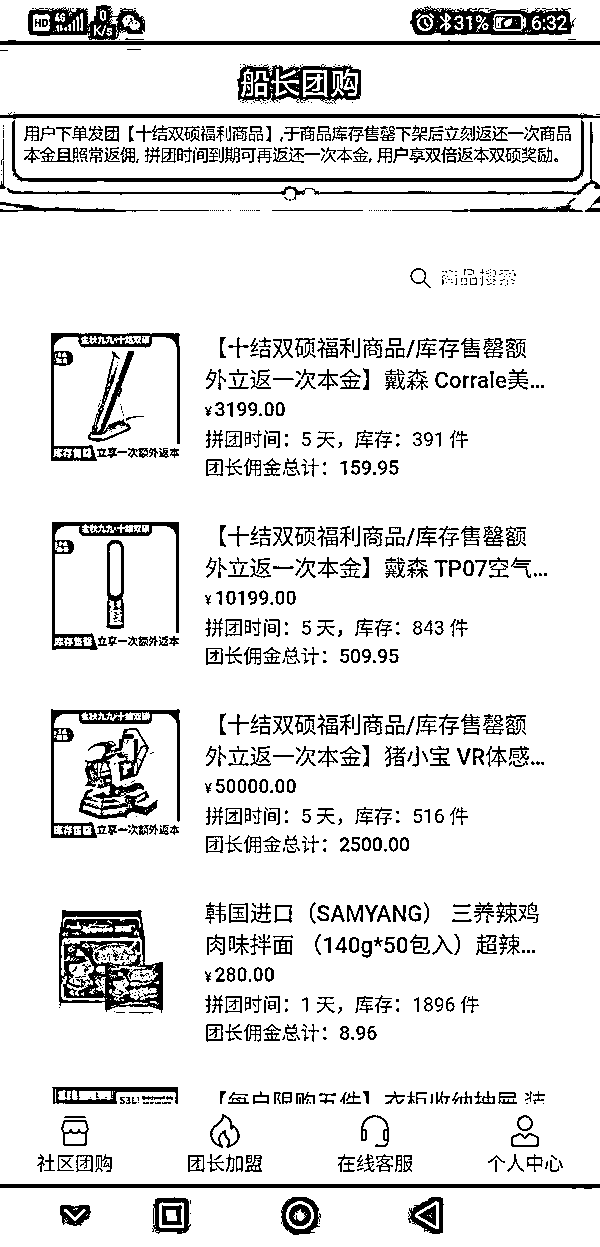 HD 4G 0 K/s 31% 6:32
船长团购
用户下单发团【十结双硕福利商品】,于商品库存售罄下架后立刻返还一次商品
本金且照常返佣, 拼团时间到期可再返还一次本金, 用户享双倍返本双硕奖励。
商品搜索
金秋九九·十结双硕
库存售罄 立享一次额外返本
【十结双硕福利商品/库存售罄额
外立返一次本金】戴森 Corrale美...
¥3199.00
拼团时间：5 天，库存：391 件
团长佣金总计：159.95
金秋九九·十结双硕
库存售罄 立享一次额外返本
【十结双硕福利商品/库存售罄额
外立返一次本金】戴森 TP07空气...
¥10199.00
拼团时间：5 天，库存：843 件
团长佣金总计：509.95
金秋九九·十结双硕
库存售罄 立享一次额外返本
【十结双硕福利商品/库存售罄额
外立返一次本金】猪小宝 VR体感...
¥50000.00
拼团时间：5 天，库存：516 件
团长佣金总计：2500.00
韩国进口（SAMYANG） 三养辣鸡
肉味拌面 （140g*50包入）超辣...
¥280.00
拼团时间：1 天，库存：1896 件
团长佣金总计：8.96
【每户限购五件】衣柜收纳抽屉 装
社区团购 团长加盟 在线客服 个人中心